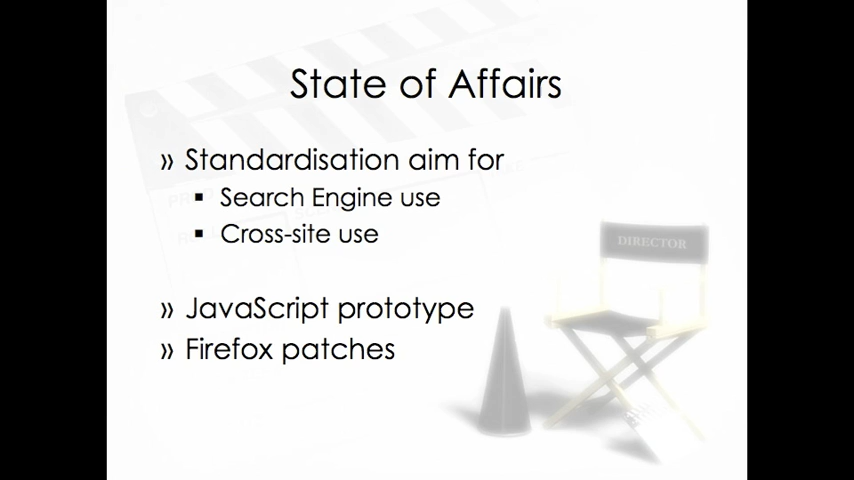 State of Affairs
» Standardisation aim for
▪ Search Engine use
▪ Cross-site use
» JavaScript prototype
» Firefox patches
DIRECTOR